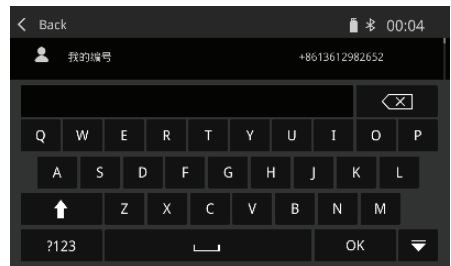 Back 00:04
我的编号 +8613612982652
Q W E R T Y U I O P
A S D F G H J K L
Z X C V B N M
?123 OK